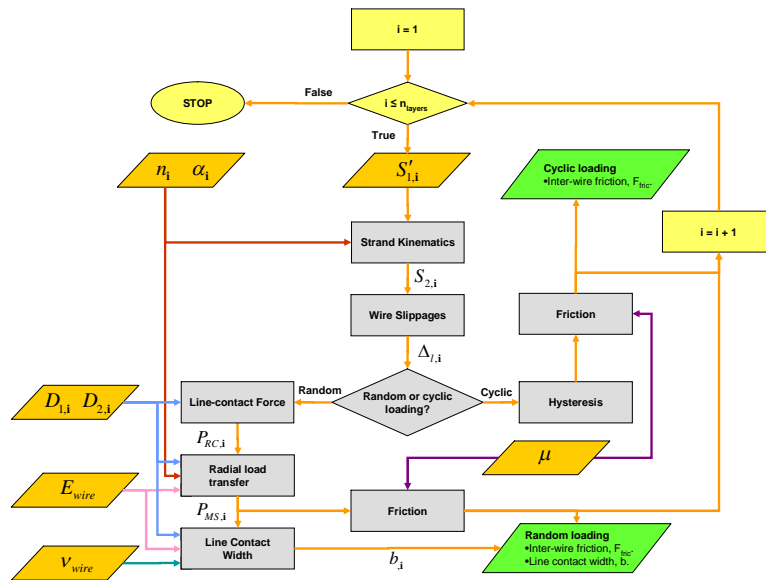 i = 1
False
STOP
i ≤ n_layers
True
n_i α_i
S′_1,i
Cyclic loading
•Inter-wire friction, F_fric.
Strand Kinematics
i = i + 1
S_2,i
Wire Slippages
Friction
Δ_l,i
D_1,i D_2,i
Line-contact Force
Random
Random or cyclic
loading?
Cyclic
Hysteresis
P_RC,i
Radial load
transfer
μ
E_wire
P_MS,i
Friction
Line Contact
Width
b_,i
Random loading
•Inter-wire friction, F_fric.
•Line contact width, b.
ν_wire